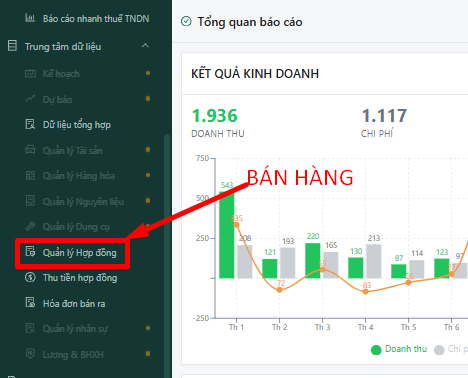 Báo cáo nhanh thuế TNDN
Trung tâm dữ liệu
Kế hoạch
Dự báo
Dữ liệu tổng hợp
Quản lý Tài sản
Quản lý Hàng hóa
Quản lý Nguyên liệu
Quản lý Dụng cụ
Quản lý Hợp đồng
Thu tiền hợp đồng
Hóa đơn bán ra
Quản lý nhân sự
Lương & BHXH
Tổng quan báo cáo
KẾT QUẢ KINH DOANH
1.936
DOANH THU
1.117
CHI PHÍ
BÁN HÀNG
750
500
250
-250
543
335
208
121
-72
193
220
165
130
-83
213
87
114
123
97
Th 1
Th 2
Th 3
Th 4
Th 5
Th 6
Doanh thu
Chi p